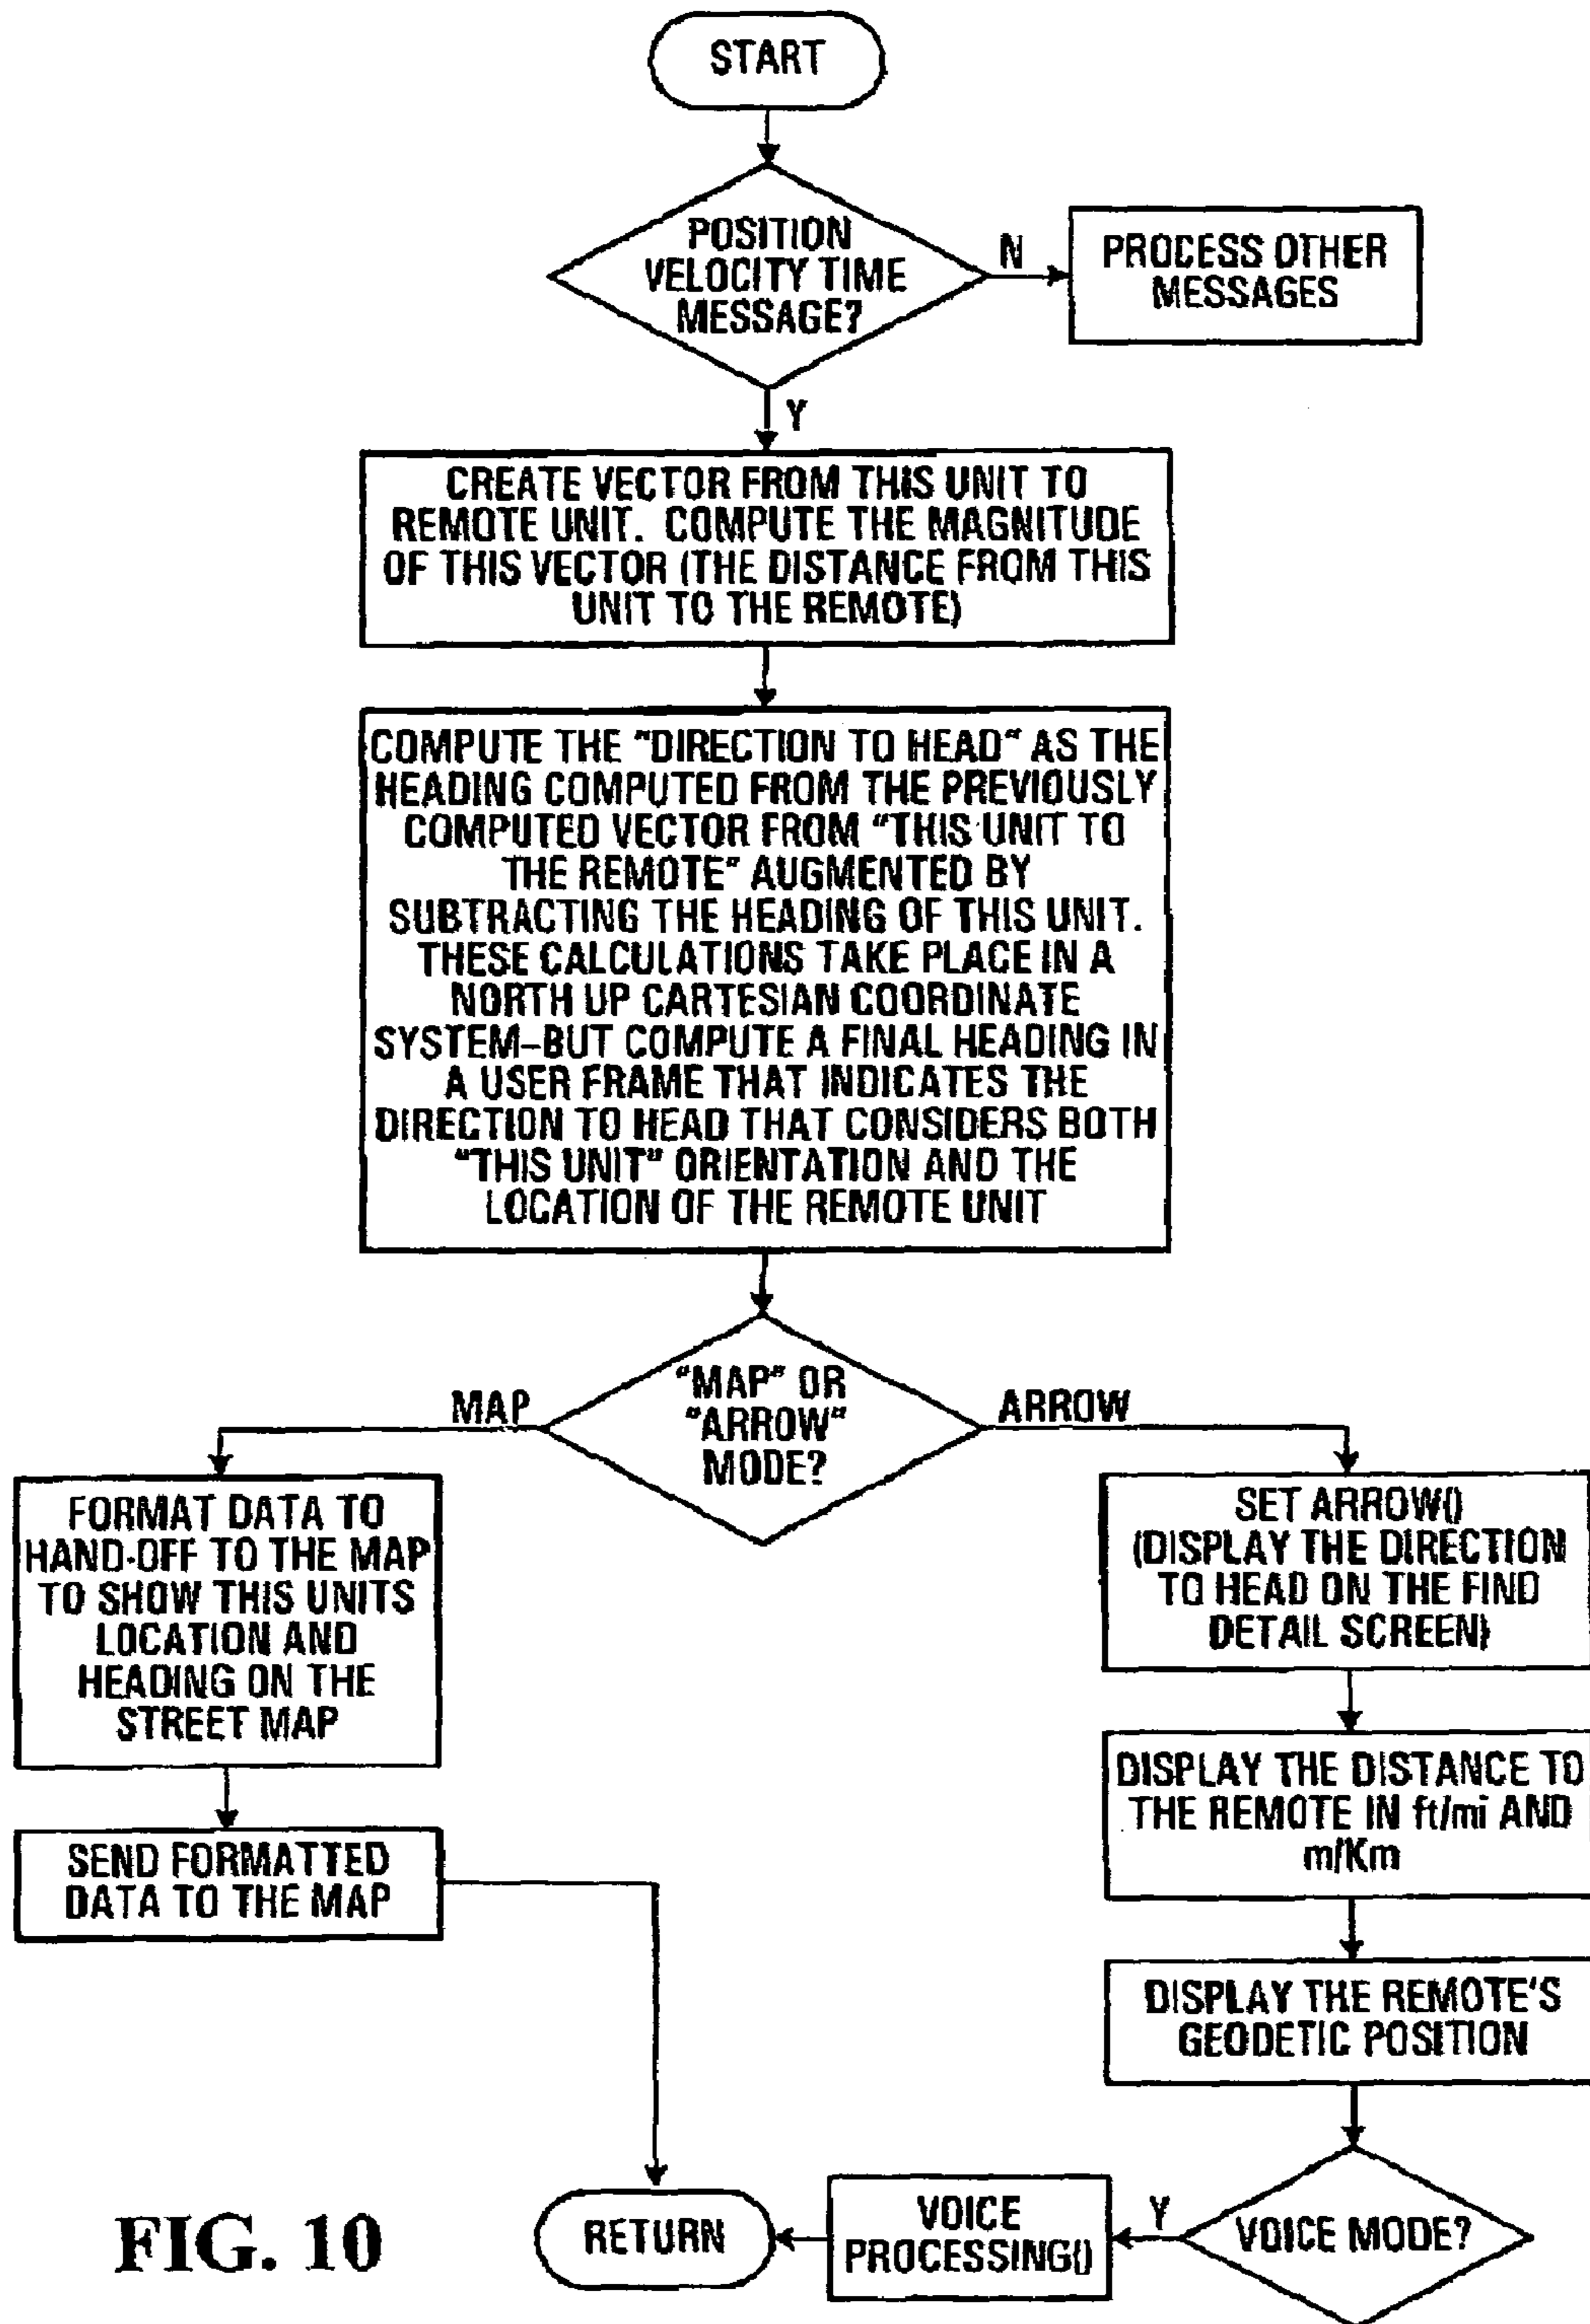 START
POSITION
VELOCITY TIME
MESSAGE?
N
PROCESS OTHER
MESSAGES
Y
CREATE VECTOR FROM THIS UNIT TO
REMOTE UNIT. COMPUTE THE MAGNITUDE
OF THIS VECTOR (THE DISTANCE FROM THIS
UNIT TO THE REMOTE)
COMPUTE THE "DIRECTION TO HEAD" AS THE
HEADING COMPUTED FROM THE PREVIOUSLY
COMPUTED VECTOR FROM "THIS UNIT TO
THE REMOTE" AUGMENTED BY
SUBTRACTING THE HEADING OF THIS UNIT.
THESE CALCULATIONS TAKE PLACE IN A
NORTH UP CARTESIAN COORDINATE
SYSTEM–BUT COMPUTE A FINAL HEADING IN
A USER FRAME THAT INDICATES THE
DIRECTION TO HEAD THAT CONSIDERS BOTH
"THIS UNIT" ORIENTATION AND THE
LOCATION OF THE REMOTE UNIT
"MAP" OR
"ARROW"
MODE?
MAP
ARROW
FORMAT DATA TO
HAND-OFF TO THE MAP
TO SHOW THIS UNITS
LOCATION AND
HEADING ON THE
STREET MAP
SEND FORMATTED
DATA TO THE MAP
SET ARROW()
(DISPLAY THE DIRECTION
TO HEAD ON THE FIND
DETAIL SCREEN)
DISPLAY THE DISTANCE TO
THE REMOTE IN ft/mi AND
m/Km
DISPLAY THE REMOTE'S
GEODETIC POSITION
VOICE MODE?
Y
VOICE
PROCESSING()
RETURN
FIG. 10